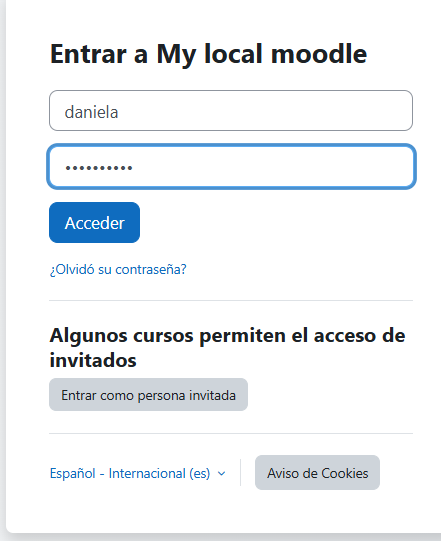 Entrar a My local moodle
daniela
••••••••••
Acceder
¿Olvidó su contraseña?
Algunos cursos permiten el acceso de
invitados
Entrar como persona invitada
Español - Internacional (es)
Aviso de Cookies